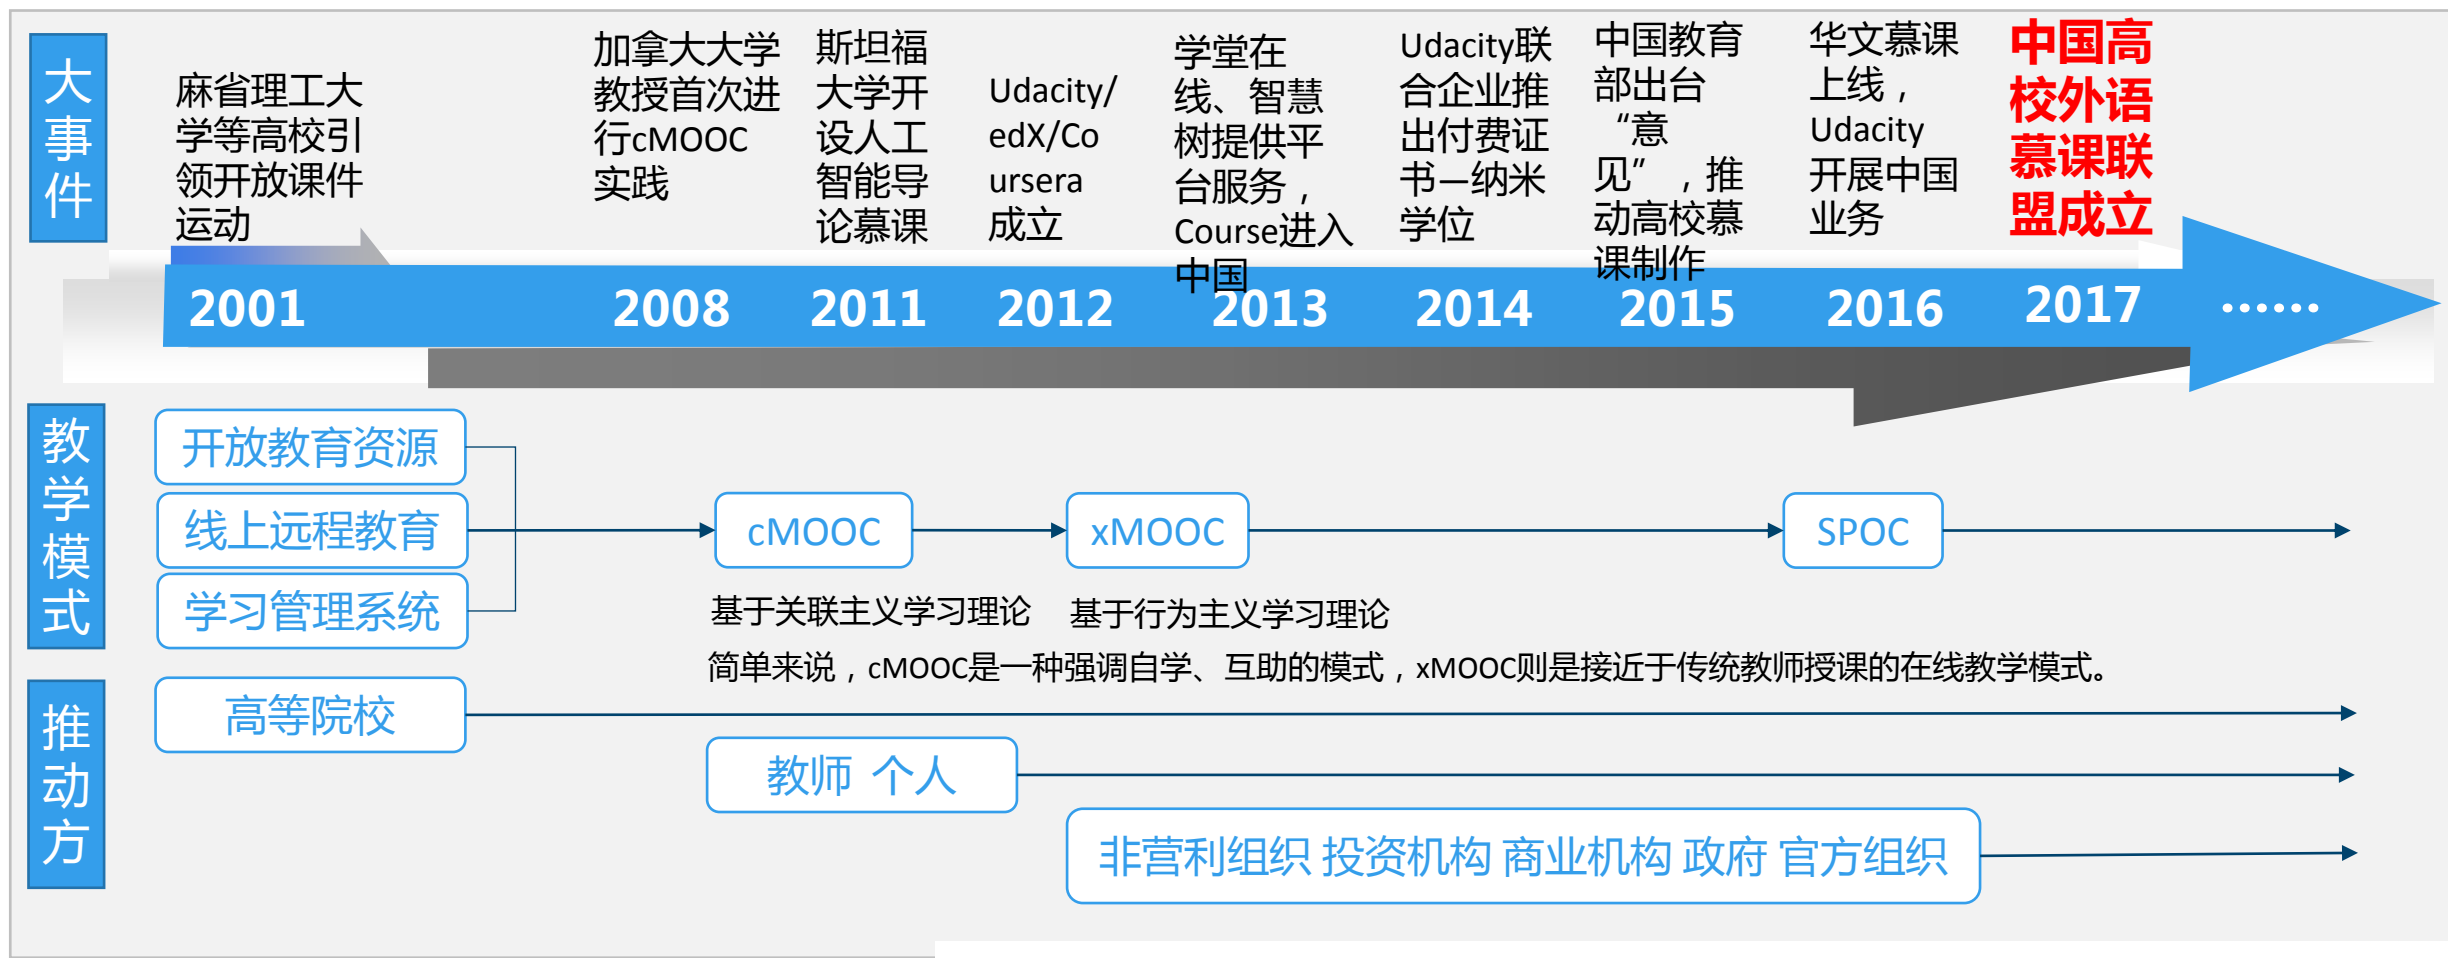 大事件
麻省理工大
学等高校引
领开放课件
运动
加拿大大学
教授首次进
行cMOOC
实践
斯坦福
大学开
设人工
智能导
论慕课
Udacity/
edX/Co
ursera
成立
学堂在
线、智慧
树提供平
台服务，
Course进入
中国
Udacity联
合企业推
出付费证
书—纳米
学位
中国教育
部出台
“意
见”，推
动高校慕
课制作
华文慕课
上线，
Udacity
开展中国
业务
中国高
校外语
慕课联
盟成立
2001
2008
2011
2012
2013
2014
2015
2016
2017
……
教学模式
开放教育资源
线上远程教育
学习管理系统
cMOOC
xMOOC
SPOC
基于关联主义学习理论
基于行为主义学习理论
简单来说，cMOOC是一种强调自学、互助的模式，xMOOC则是接近于传统教师授课的在线教学模式。
推动方
高等院校
教师 个人
非营利组织 投资机构 商业机构 政府 官方组织